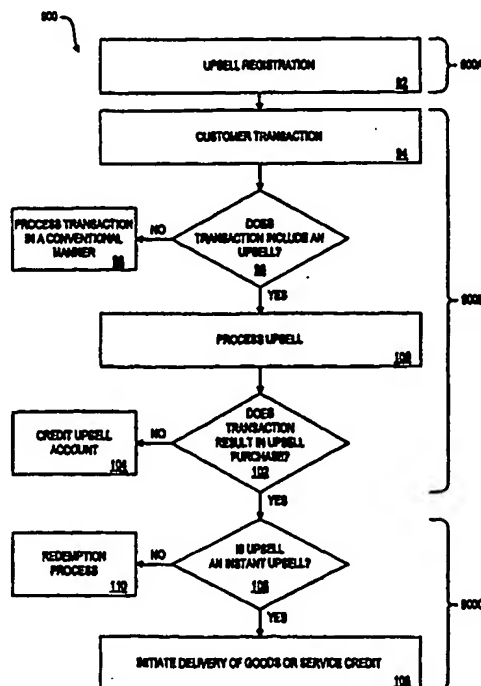 UPSELL REGISTRATION
92
CUSTOMER TRANSACTION
94
DOES
TRANSACTION INCLUDE AN
UPSELL?
96
NO
PROCESS TRANSACTION
IN A CONVENTIONAL
MANNER
98
YES
PROCESS UPSELL
100
DOES
TRANSACTION
RESULT IN UPSELL
PURCHASE?
102
NO
CREDIT UPSELL
ACCOUNT
104
YES
IS UPSELL
AN INSTANT UPSELL?
106
NO
REDEMPTION
PROCESS
110
YES
INITIATE DELIVERY OF GOODS OR SERVICE CREDIT
108